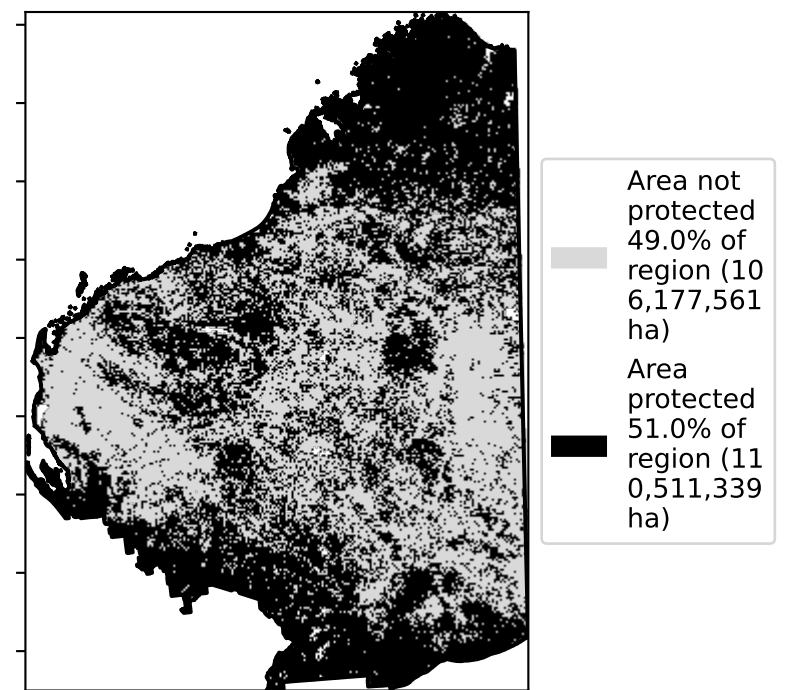 Area not
protected
49.0% of
region (10
6,177,561
ha)
Area
protected
51.0% of
region (11
0,511,339
ha)